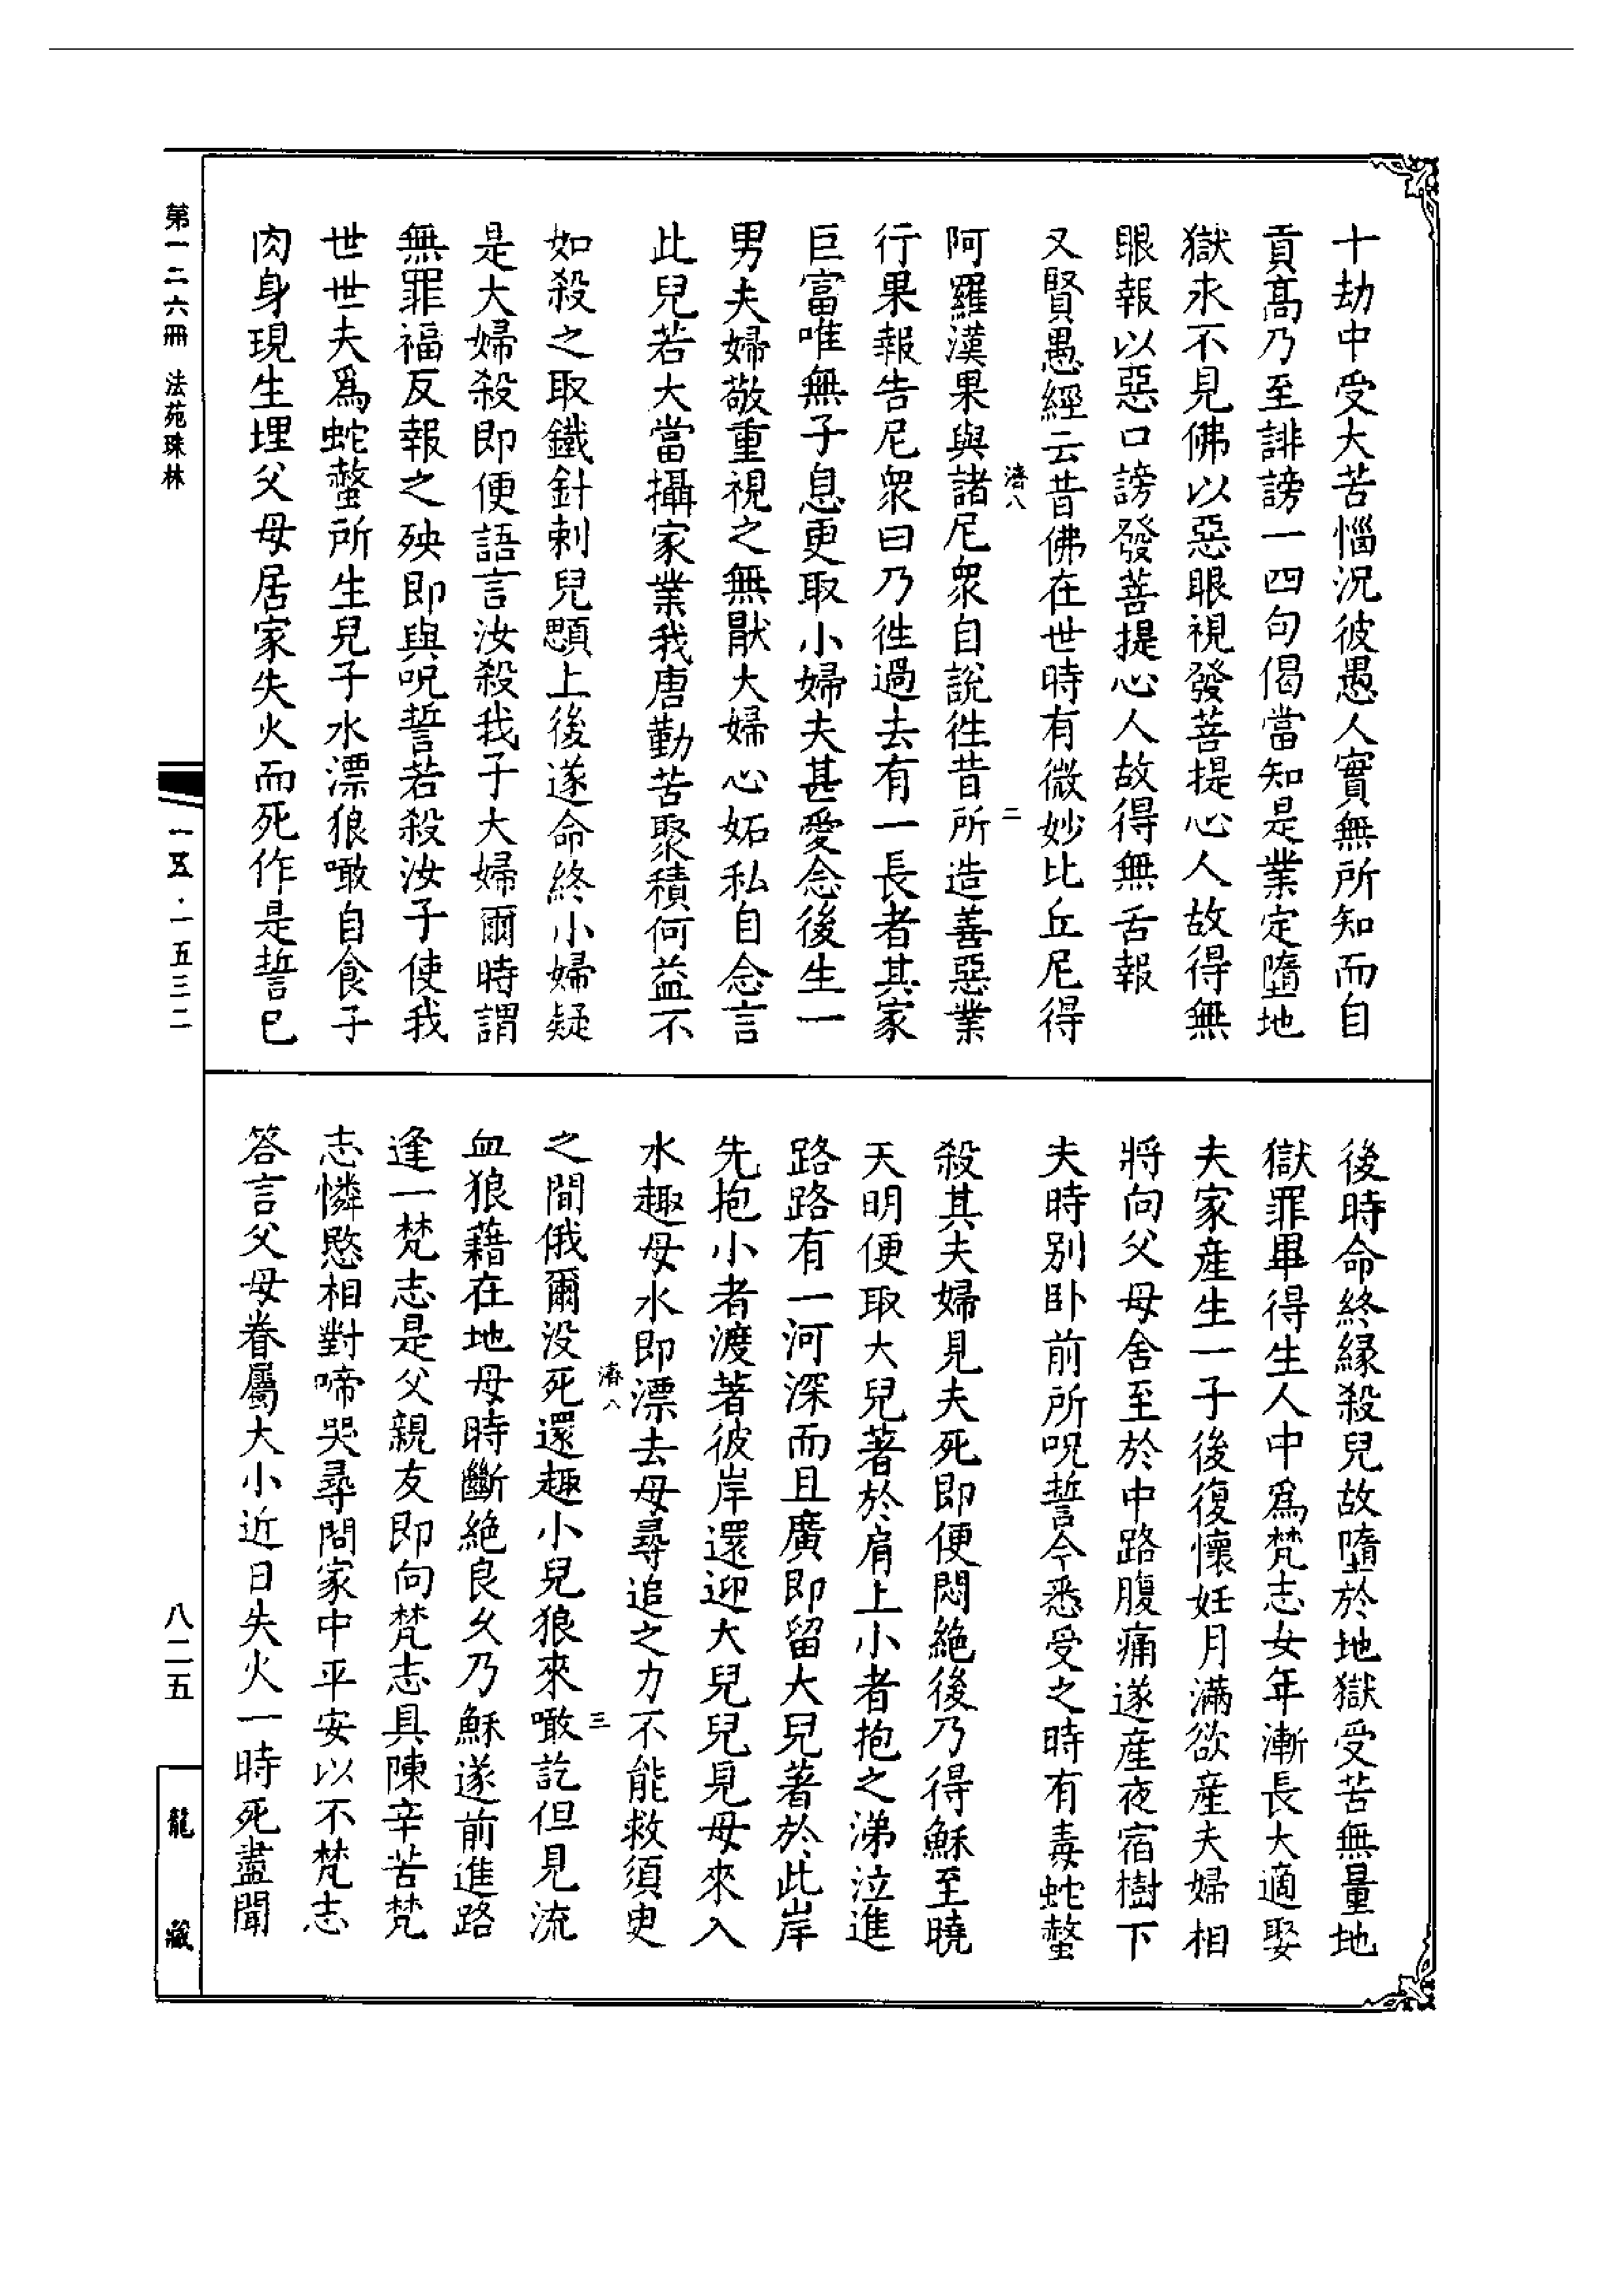 十劫中受大苦惱況彼愚人實無所知而自
貢高乃至誹謗一四句偈當知是業定墮地
獄永不見佛以惡眼視發菩提心人故得無
眼報以惡口謗發菩提心人故得無舌報
又賢愚經云昔佛在世時有微妙比丘尼得
濟八 二
阿羅漢果與諸尼眾自說徃昔所造善惡業
行果報告尼眾曰乃徃過去有一長者其家
巨富唯無子息更取小婦夫甚愛念後生一
男夫婦敬重視之無猒大婦心妬私自念言
此兒若大當攝家業我唐勤苦聚積何益不
如殺之取鐵針刺兒顖上後遂命終小婦疑
是大婦殺即便語言汝殺我子大婦爾時謂
無罪福反報之殃即與呪誓若殺汝子使我
世世夫爲蛇螫所生兒子水漂狼噉自食子
肉身現生埋父母居家失火而死作是誓已
後時命終緣殺兒故墮於地獄受苦無量地
獄罪畢得生人中爲梵志女年漸長大適娶
夫家產生一子後復懷妊月滿欲產夫婦相
將向父母舍至於中路腹痛遂產夜宿樹下
夫時別卧前所呪誓今悉受之時有毒蛇螫
殺其夫婦見夫死即便悶絕後乃得穌至曉
天明便取大兒著於肩上小者抱之涕泣進
路路有一河深而且廣即留大兒著於此岸
先抱小者渡著彼岸還迎大兒兒見母來入
水趣母水即漂去母尋追之力不能救須臾
濟八 三
之間俄爾没死還趣小兒狼來噉訖但見流
血狼藉在地母時斷絕良久乃穌遂前進路
逢一梵志是父親友即向梵志具陳辛苦梵
志憐愍相對啼哭尋問家中平安以不梵志
答言父母眷屬大小近日失火一時死盡聞
第一二六冊 法苑珠林
一五·一五三二
八二五
龍藏